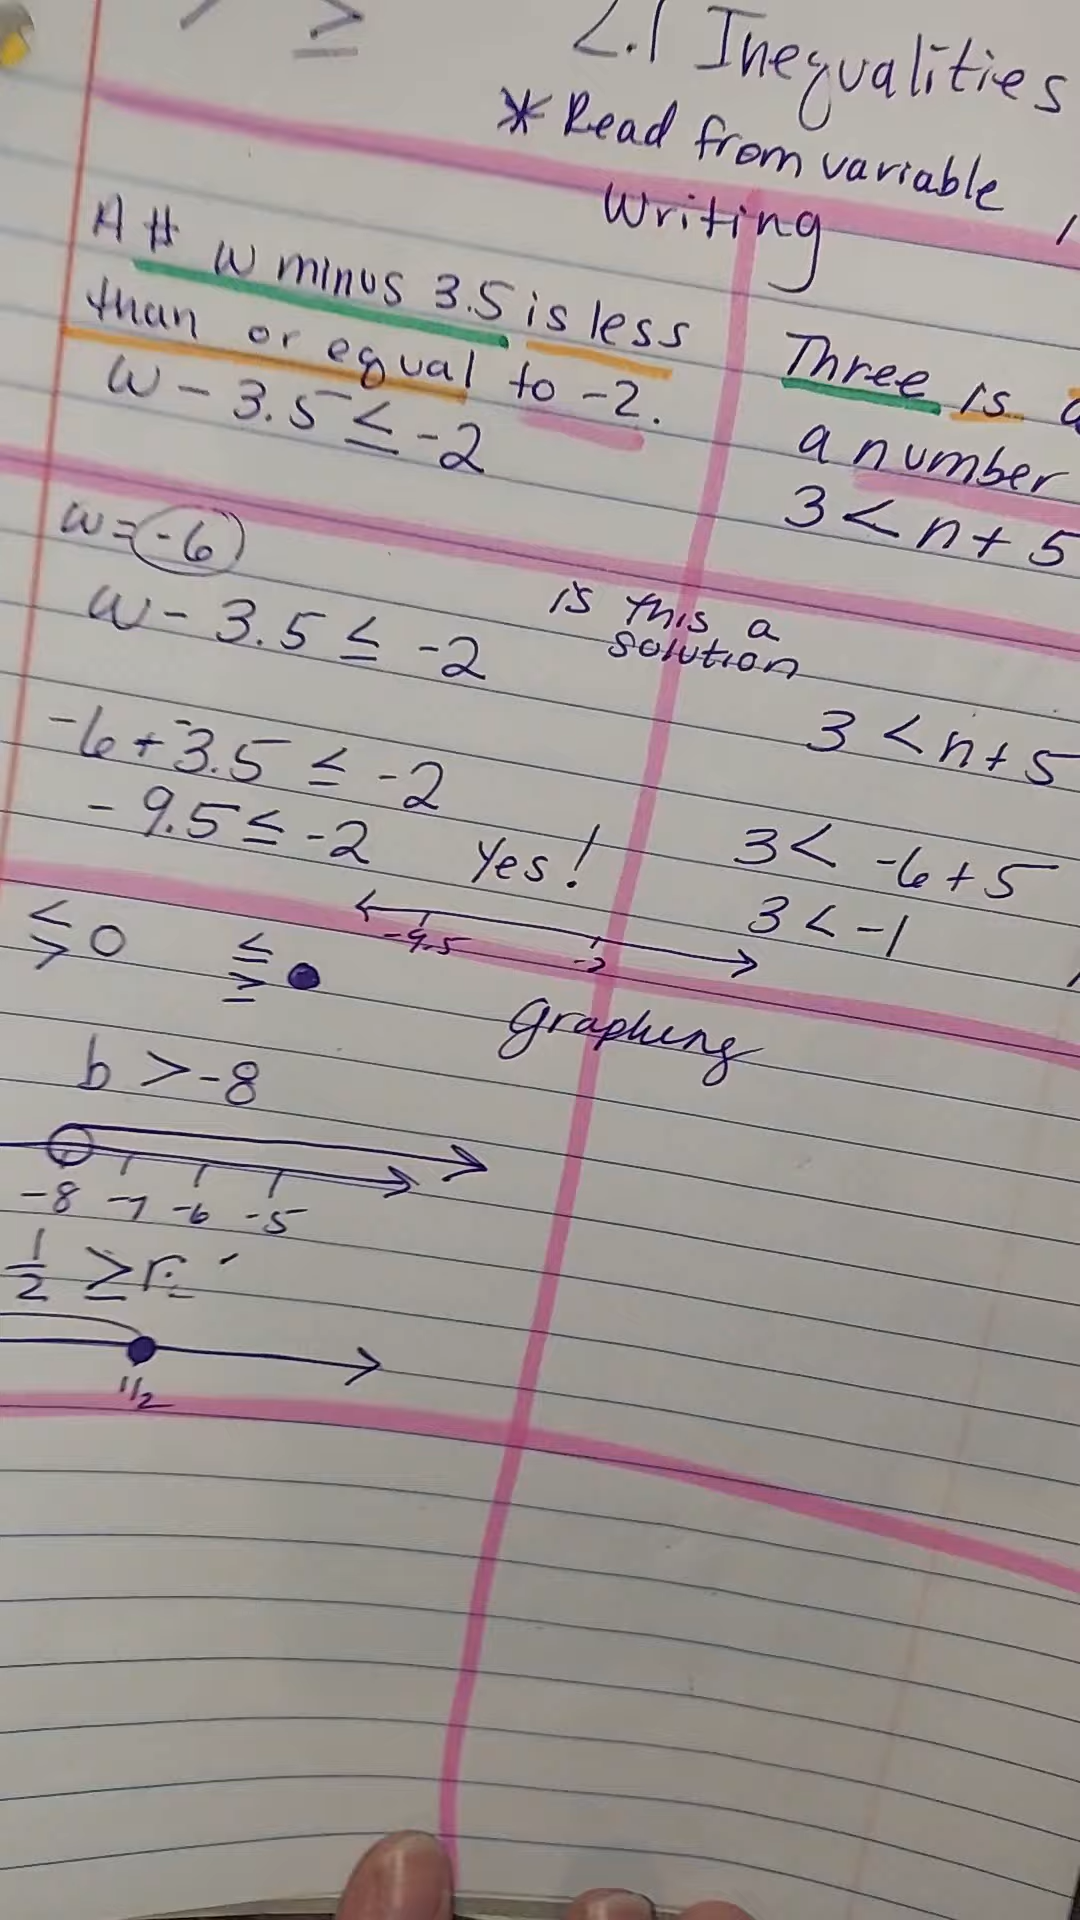 ≥
2.1 Inequalities
* Read from variable
Writing
A # w minus 3.5 is less
than or equal to -2.
w - 3.5 ≤ -2
Three is
a number
3 < n + 5
w = -6
w - 3.5 ≤ -2
is this a
solution
-6 + -3.5 ≤ -2
-9.5 ≤ -2 Yes!
3 < n + 5
3 < -6 + 5
3 < -1
-9.5 -2
< > ○ ≤ ≥ ●
graphing
b > -8
-8 -7 -6 -5
1/2 ≥ r
1/2